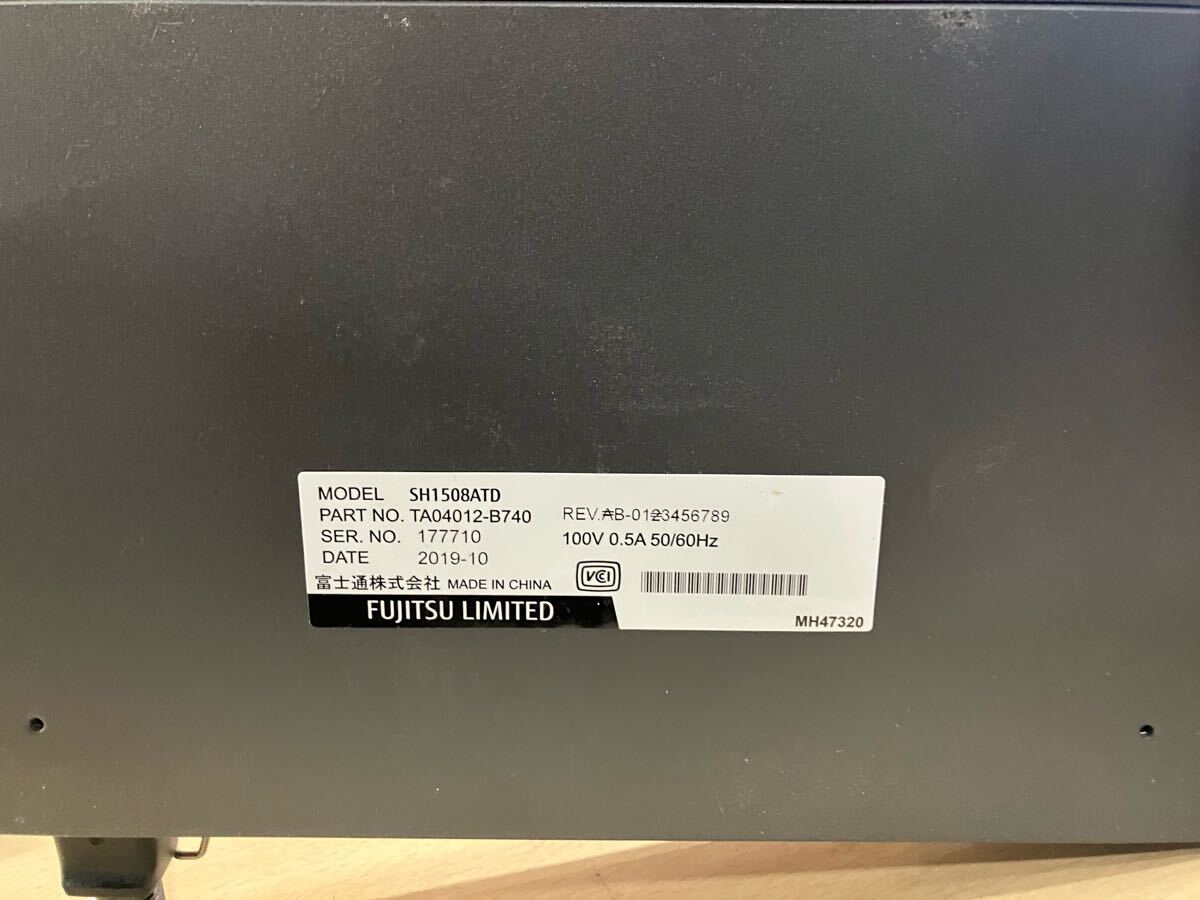 MODEL SH1508ATD
PART NO. TA04012-B740 REV.AB-0123456789
SER. NO. 177710 100V 0.5A 50/60Hz
DATE 2019-10
富士通株式会社 MADE IN CHINA VCI
FUJITSU LIMITED
MH47320